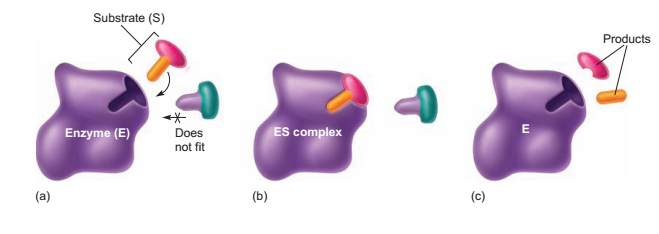 Substrate (S)
Enzyme (E)
Does
not fit
(a)
ES complex
(b)
Products
E
(c)